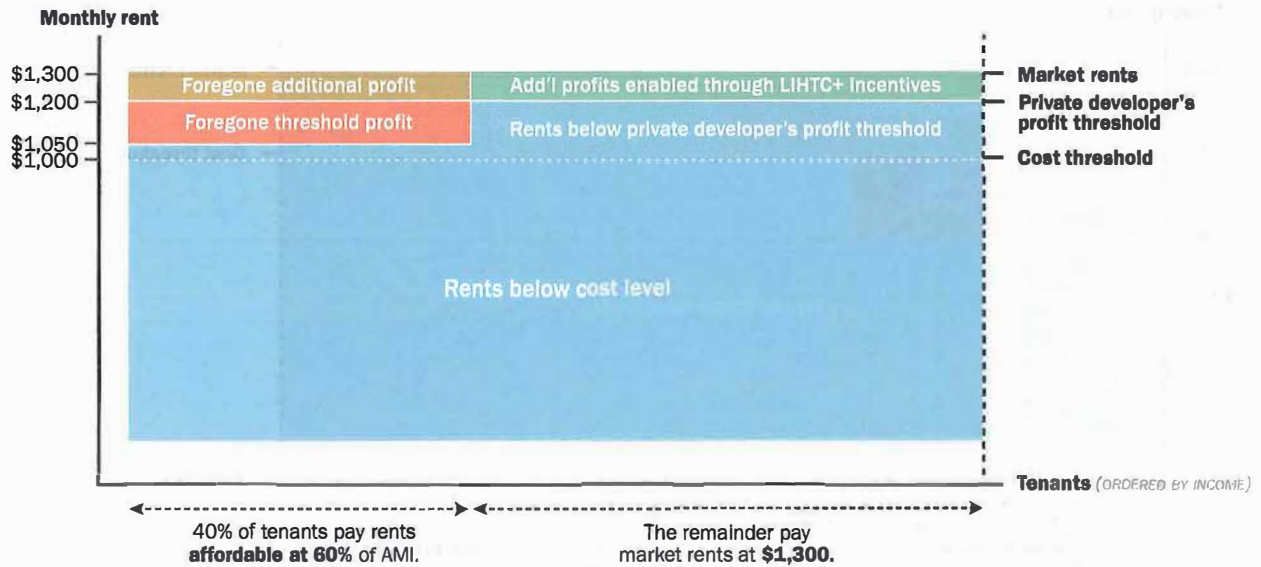 Monthly rent
$1,300
$1,200
$1,050
$1,000
Foregone additional profit
Add'l profits enabled through LIHTC+ Incentives
Foregone threshold profit
Rents below private developer's profit threshold
Rents below cost level
Market rents
Private developer's
profit threshold
Cost threshold
Tenants (ORDERED BY INCOME)
40% of tenants pay rents
affordable at 60% of AMI.
The remainder pay
market rents at $1,300.